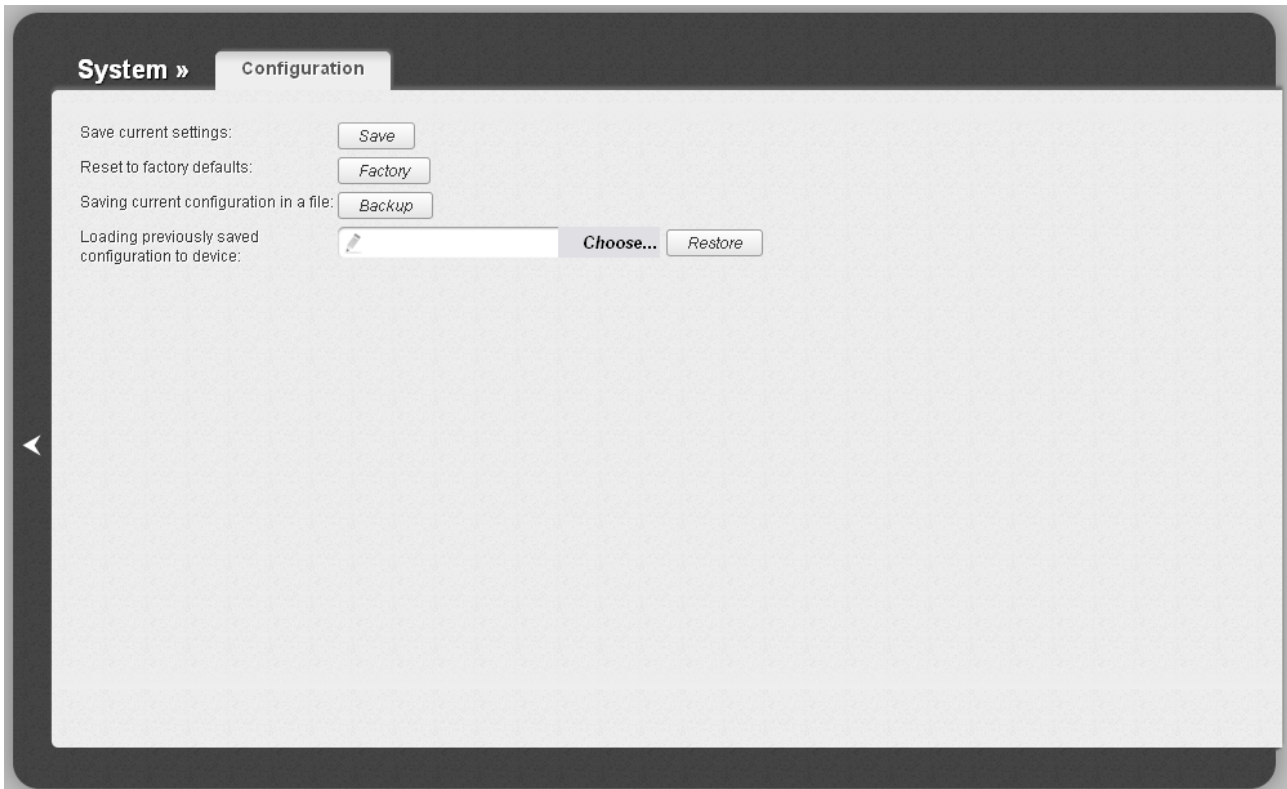 System »
Configuration
Save current settings:
Save
Reset to factory defaults:
Factory
Saving current configuration in a file:
Backup
Loading previously saved
configuration to device:
Choose...
Restore